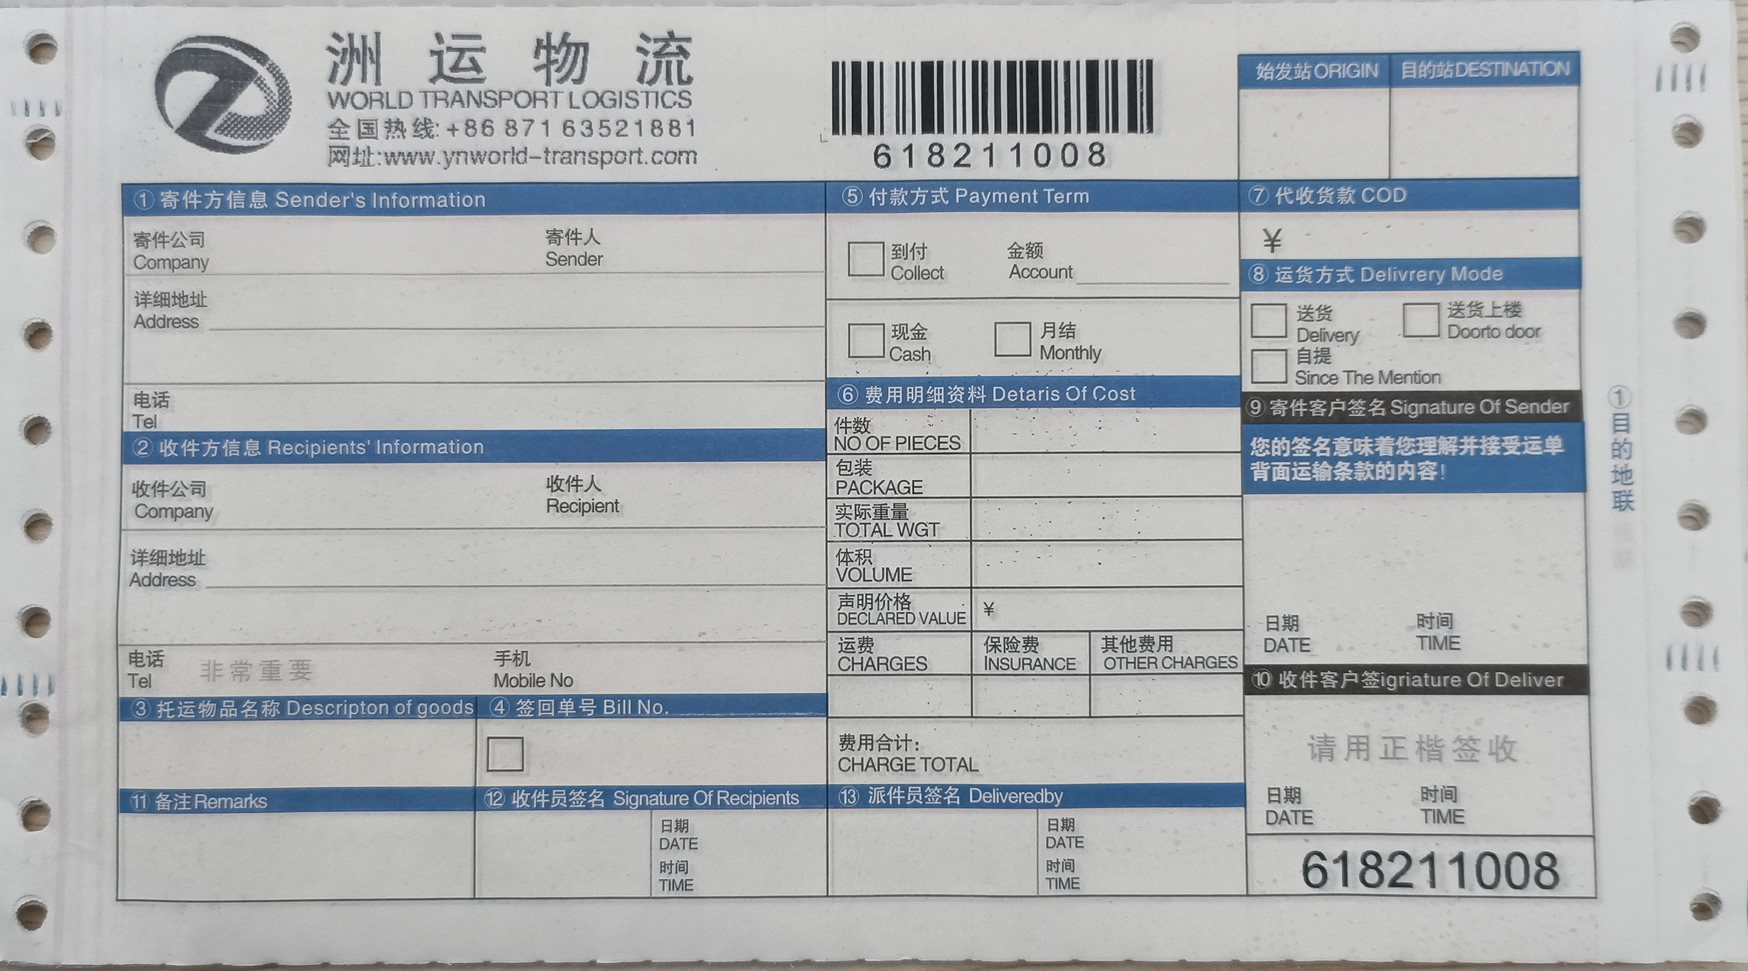 洲运物流
WORLD TRANSPORT LOGISTICS
全国热线:+86 871 63521881
网址:www.ynworld-transport.com
618211008
始发站ORIGIN
目的站DESTINATION
① 寄件方信息 Sender's Information
寄件公司
Company
寄件人
Sender
详细地址
Address
电话
Tel
② 收件方信息 Recipients' Information
收件公司
Company
收件人
Recipient
详细地址
Address
电话
Tel
非常重要
手机
Mobile No
③ 托运物品名称 Descripton of goods
④ 签回单号 Bill No.
⑪ 备注 Remarks
⑫ 收件员签名 Signature Of Recipients
日期
DATE
时间
TIME
⑤ 付款方式 Payment Term
到付
Collect
金额
Account
现金
Cash
月结
Monthly
⑥ 费用明细资料 Detaris Of Cost
件数
NO OF PIECES
包装
PACKAGE
实际重量
TOTAL WGT
体积
VOLUME
声明价格
DECLARED VALUE
¥
运费
CHARGES
保险费
INSURANCE
其他费用
OTHER CHARGES
费用合计:
CHARGE TOTAL
⑬ 派件员签名 Deliveredby
日期
DATE
时间
TIME
⑦ 代收货款 COD
¥
⑧ 运货方式 Delivrery Mode
送货
Delivery
送货上楼
Doorto door
自提
Since The Mention
⑨ 寄件客户签名 Signature Of Sender
您的签名意味着您理解并接受运单
背面运输条款的内容!
日期
DATE
时间
TIME
⑩ 收件客户签igriature Of Deliver
请用正楷签收
日期
DATE
时间
TIME
618211008
①目的地联